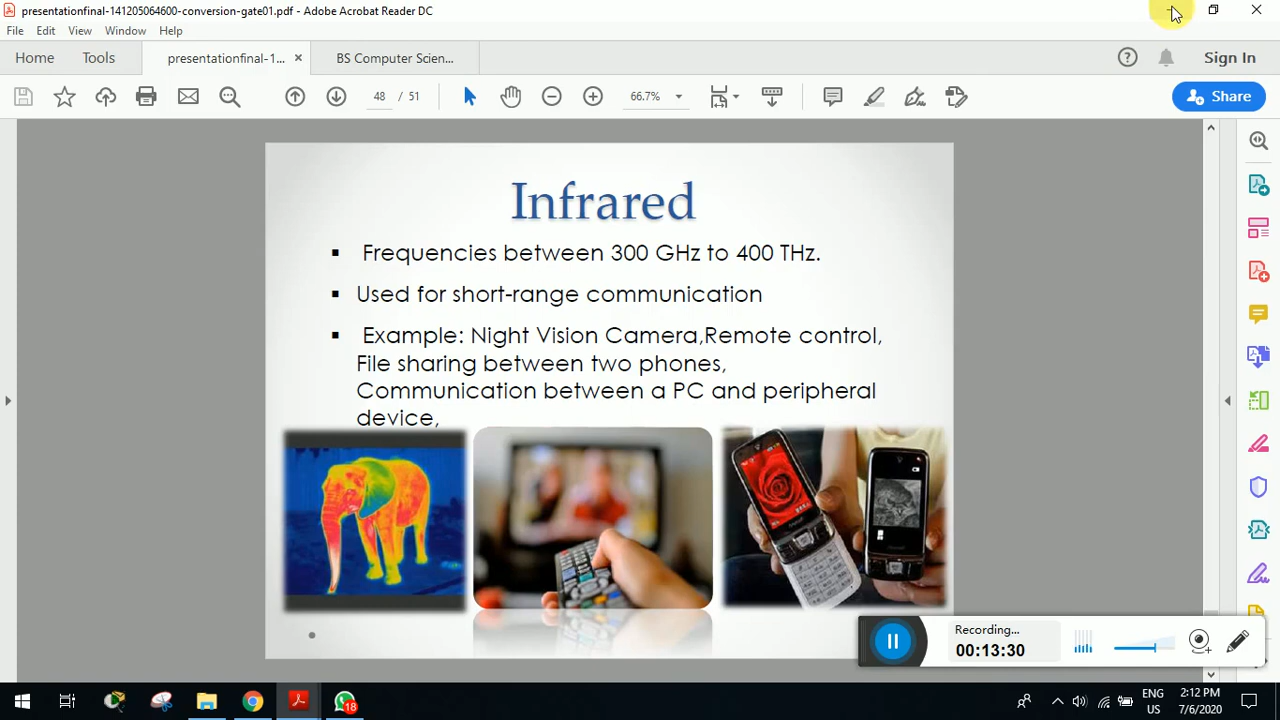 presentationfinal-141205064600-conversion-gate01.pdf - Adobe Acrobat Reader DC
File Edit View Window Help
Home Tools presentationfinal-1... × BS Computer Scien... Sign In
48 / 51 66.7% Share
Infrared
▪ Frequencies between 300 GHz to 400 THz.
▪ Used for short-range communication
▪ Example: Night Vision Camera,Remote control,
File sharing between two phones,
Communication between a PC and peripheral
device,
Recording...
00:13:30
18
ENG
US
2:12 PM
7/6/2020